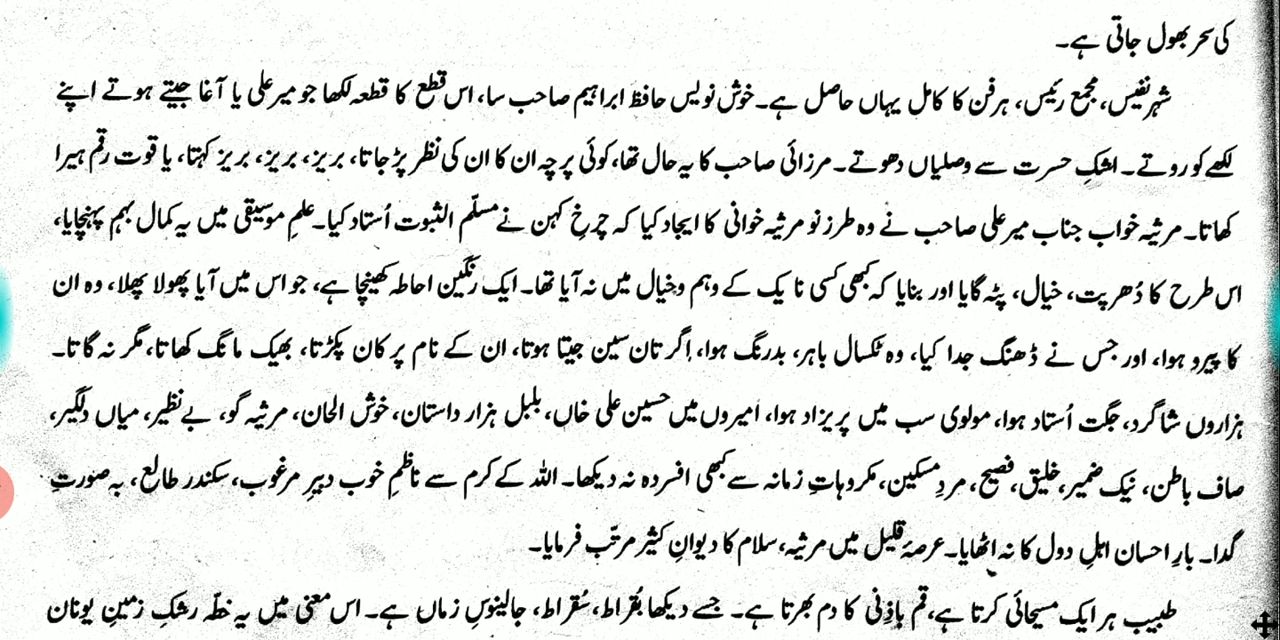 کی سحر بھول جاتی ہے۔
شہر نفیس، مجمع رئیس، ہر فن کا کامل یہاں حاصل ہے۔ خوش نویس حافظ ابراہیم صاحب سا، اس قطع کا قطعہ لکھا جو میر علی یا آغا جیتے ہوتے اپنے
لکھے کو روتے۔ اشکِ حسرت سے وصلیاں دھوتے۔ مرزائی صاحب کا یہ حال تھا، کوئی پرچہ ان کا ان کی نظر پڑ جاتا، بریز، بریز، بریز کہتا، یاقوت رقم ہیرا
کھاتا۔ مرثیہ خواب جناب میر علی صاحب نے وہ طرزِ نو مرثیہ خوانی کا ایجاد کیا کہ چرخِ کہن نے مسلّم الثبوت اُستاد کیا۔ علمِ موسیقی میں یہ کمال بہم پہنچایا،
اس طرح کا دُھرپت، خیال، پٹہ گایا اور بنایا کہ کبھی کسی نایک کے وہم و خیال میں نہ آیا تھا۔ ایک رنگین احاطہ کھینچا ہے، جو اس میں آیا پھولا پھلا، وہ ان
کا پیرو ہوا، اور جس نے ڈھنگ جدا کیا، وہ ٹکسال باہر، بدرنگ ہوا، اگر تان سین جیتا ہوتا، ان کے نام پر کان پکڑتا، بھیک مانگ کھاتا، مگر نہ گاتا۔
ہزاروں شاگرد، جگت اُستاد ہوا، مولوی سب میں پریزاد ہوا، امیروں میں حسین علی خاں، بلبل ہزار داستان، خوش الحان، مرثیہ گو، بے نظیر، میاں دلگیر،
صاف باطن، نیک ضمیر، خلیق، فصیح، مردِ مسکین، مکروہاتِ زمانہ سے کبھی افسردہ نہ دیکھا۔ اللہ کے کرم سے ناظمِ خوب دبیرِ مرغوب، سکندر طالع، بہ صورتِ
گدا۔ بارِ احسان اہلِ دول کا نہ اٹھایا۔ عرصۂ قلیل میں مرثیہ، سلام کا دیوانِ کثیر مرتّب فرمایا۔
طبیب ہر ایک مسیحائی کرتا ہے، قم باِذنی کا دم بھرتا ہے۔ جسے دیکھا بُقراط، سُقراط، جالینوسِ زماں ہے۔ اس معنی میں یہ خطّہ رشکِ زمینِ یونان